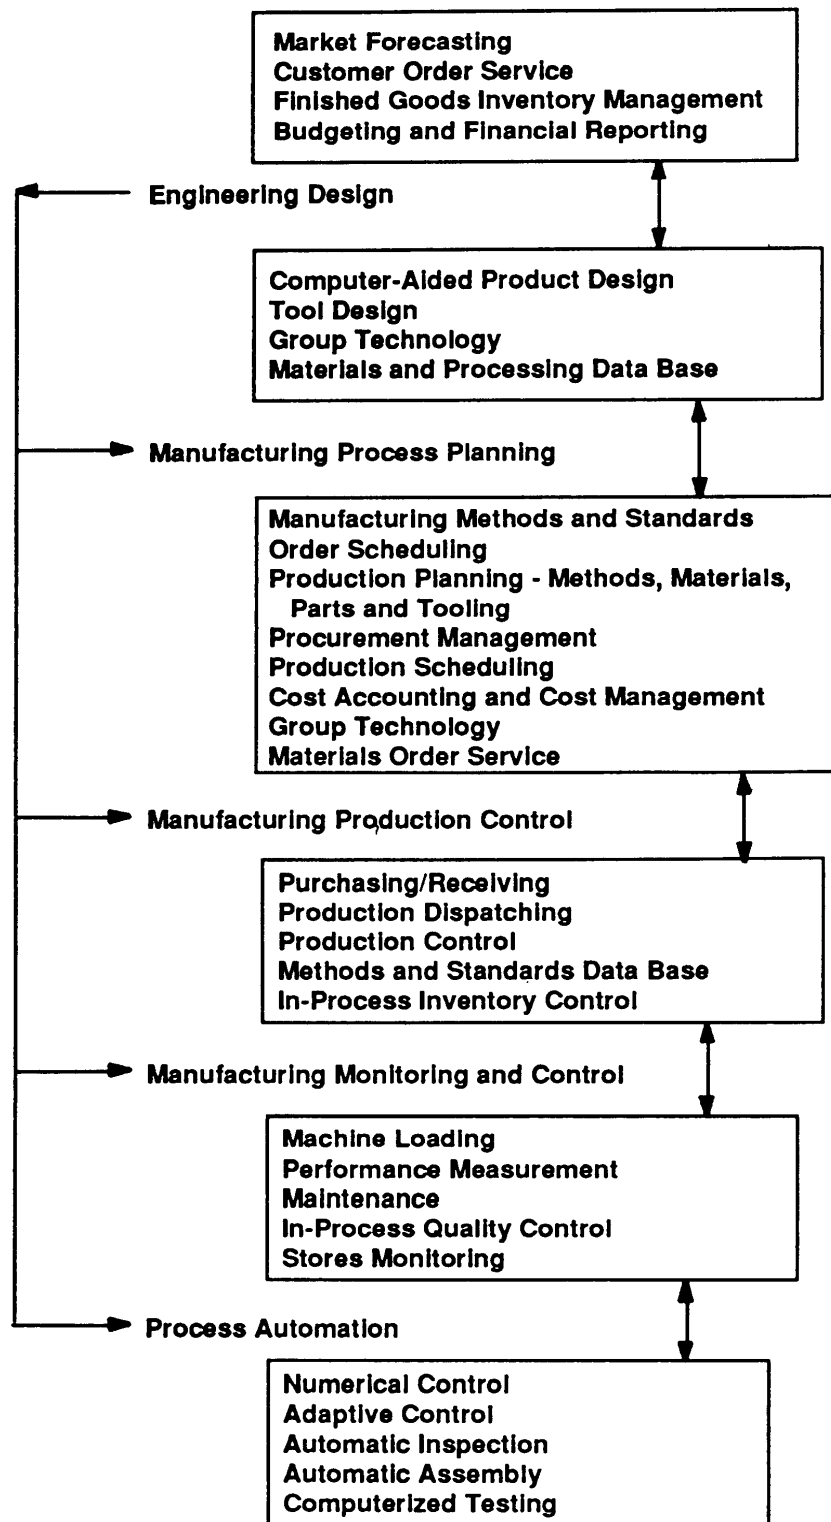 Market Forecasting
Customer Order Service
Finished Goods Inventory Management
Budgeting and Financial Reporting
Engineering Design
Computer-Aided Product Design
Tool Design
Group Technology
Materials and Processing Data Base
Manufacturing Process Planning
Manufacturing Methods and Standards
Order Scheduling
Production Planning - Methods, Materials,
Parts and Tooling
Procurement Management
Production Scheduling
Cost Accounting and Cost Management
Group Technology
Materials Order Service
Manufacturing Production Control
Purchasing/Receiving
Production Dispatching
Production Control
Methods and Standards Data Base
In-Process Inventory Control
Manufacturing Monitoring and Control
Machine Loading
Performance Measurement
Maintenance
In-Process Quality Control
Stores Monitoring
Process Automation
Numerical Control
Adaptive Control
Automatic Inspection
Automatic Assembly
Computerized Testing